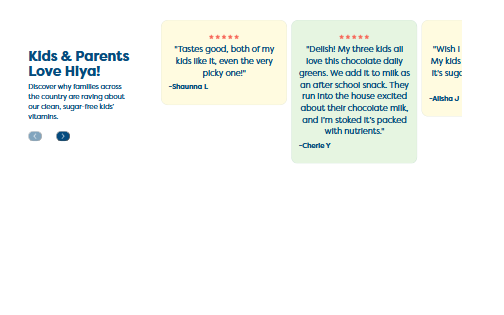 Kids & Parents
Love Hiya!
Discover why families across
the country are raving about
our clean, sugar-free kids'
vitamins.
"Tastes good, both of my
kids like it, even the very
picky one!"
-Shaunna L
"Delish! My three kids all
love this chocolate daily
greens. We add it to milk as
an after school snack. They
run into the house excited
about their chocolate milk,
and I'm stoked it's packed
with nutrients."
-Cherie Y
"Wish I
My kids
it's suga
-Alisha J